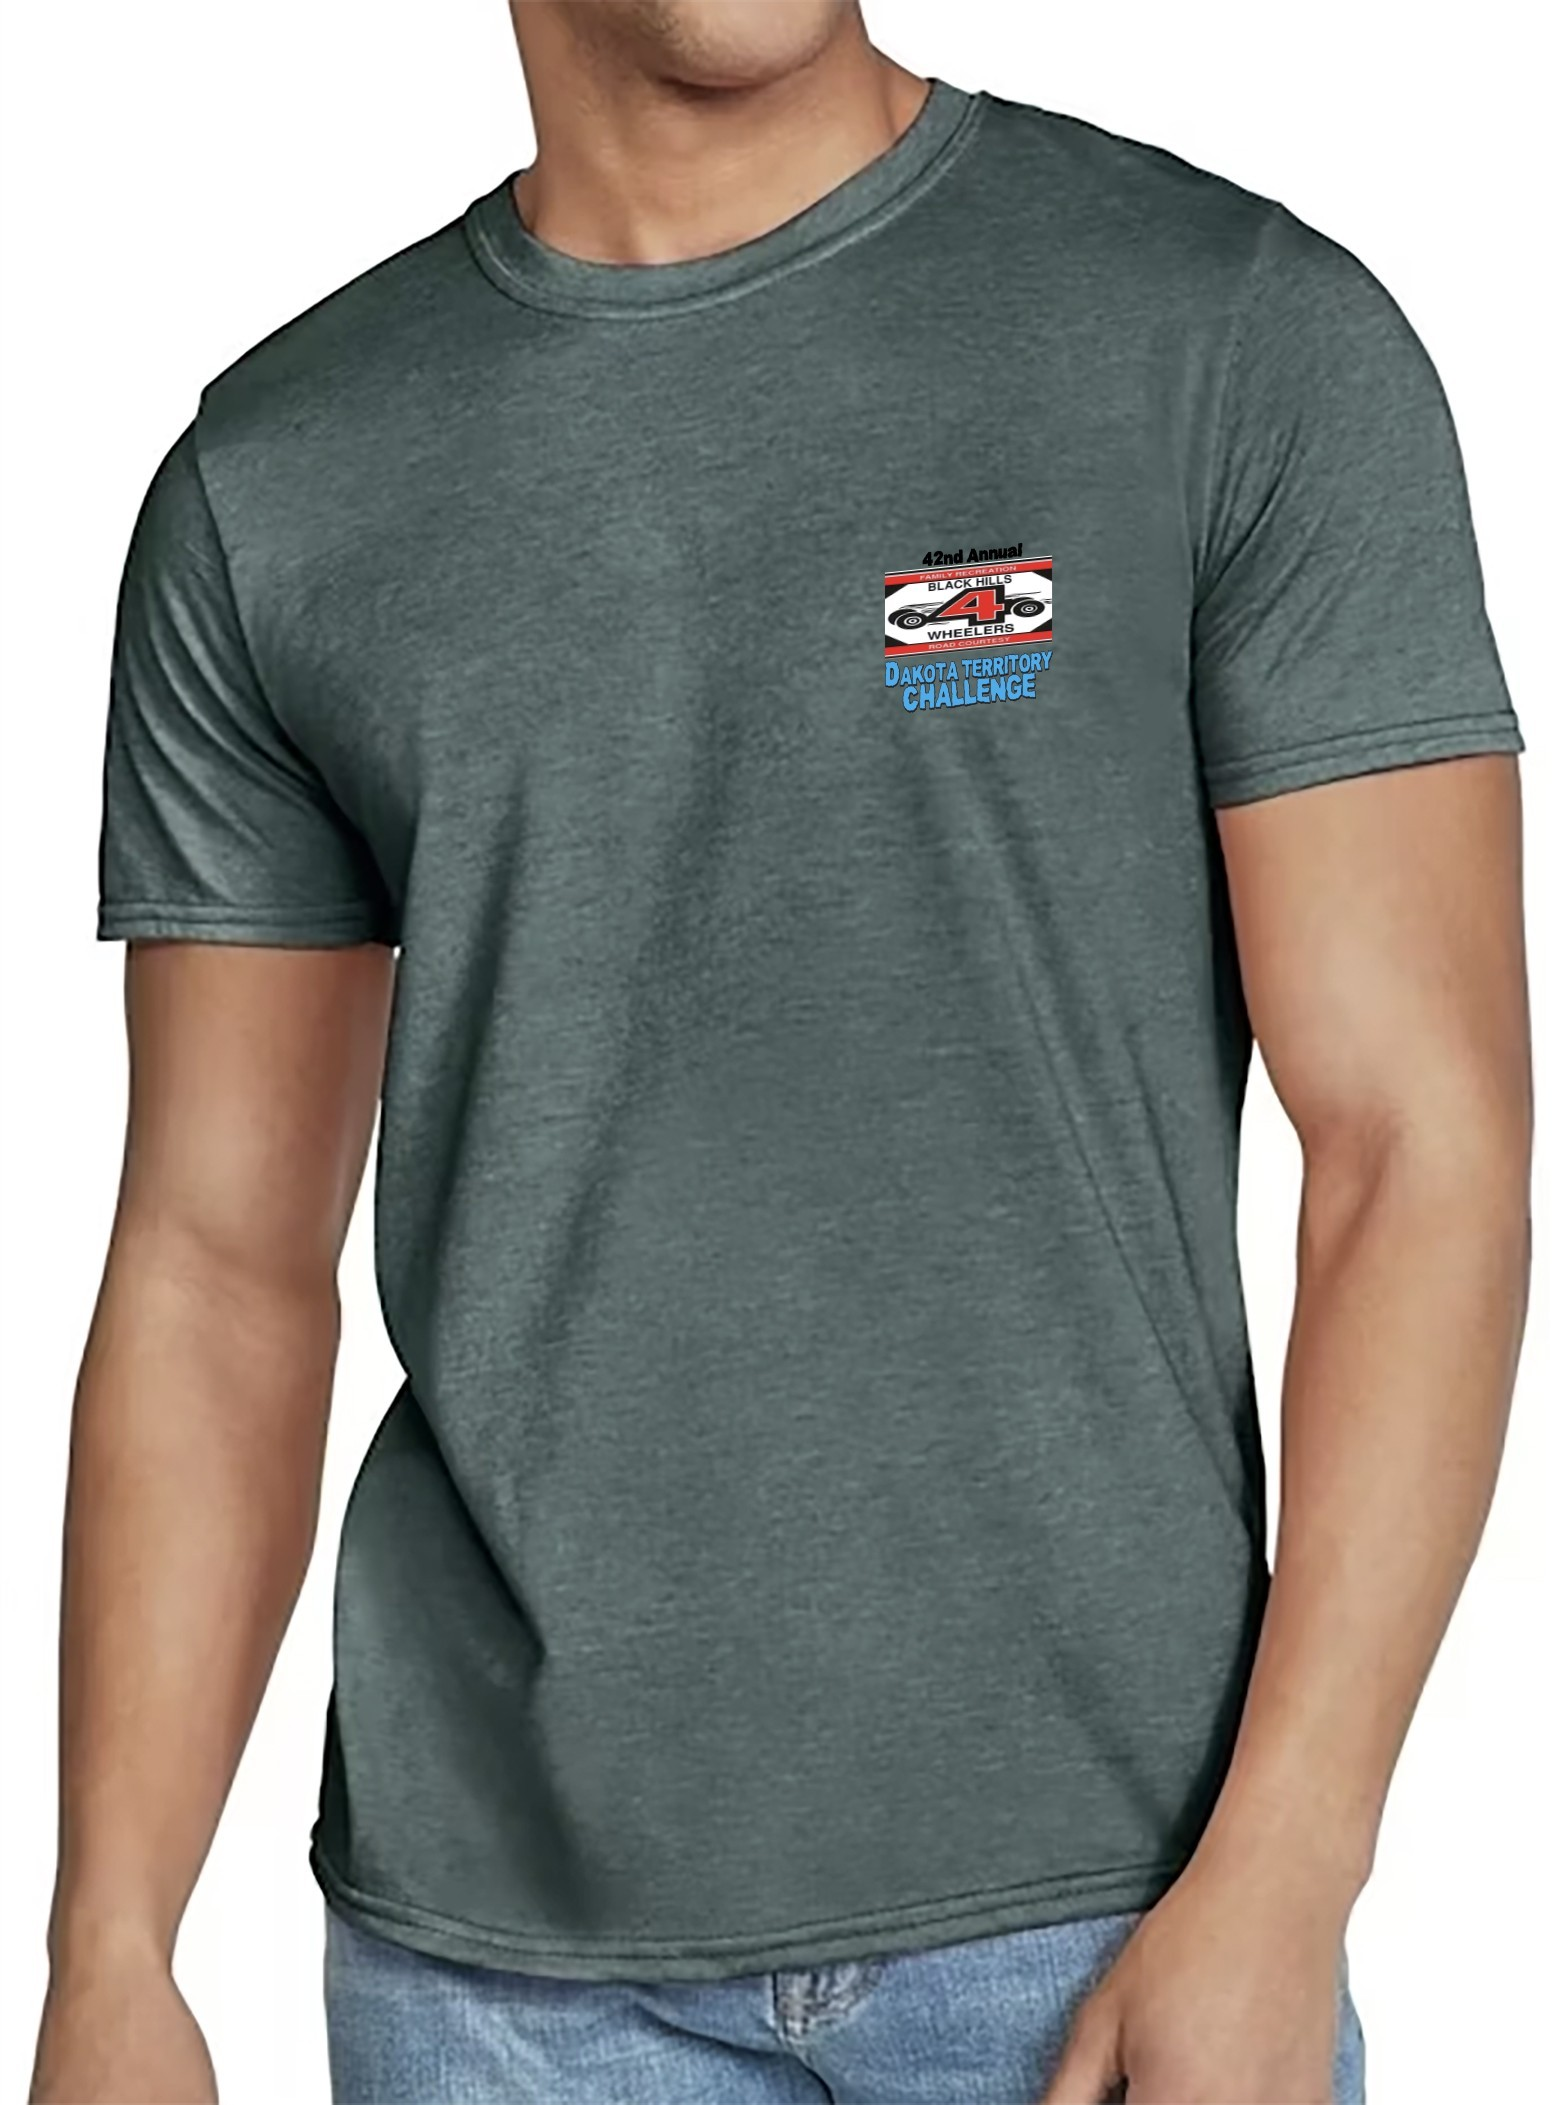 42nd Annual
FAMILY RECREATION
BLACK HILLS
4
WHEELERS
ROAD COURTESY
DAKOTA TERRITORY
CHALLENGE